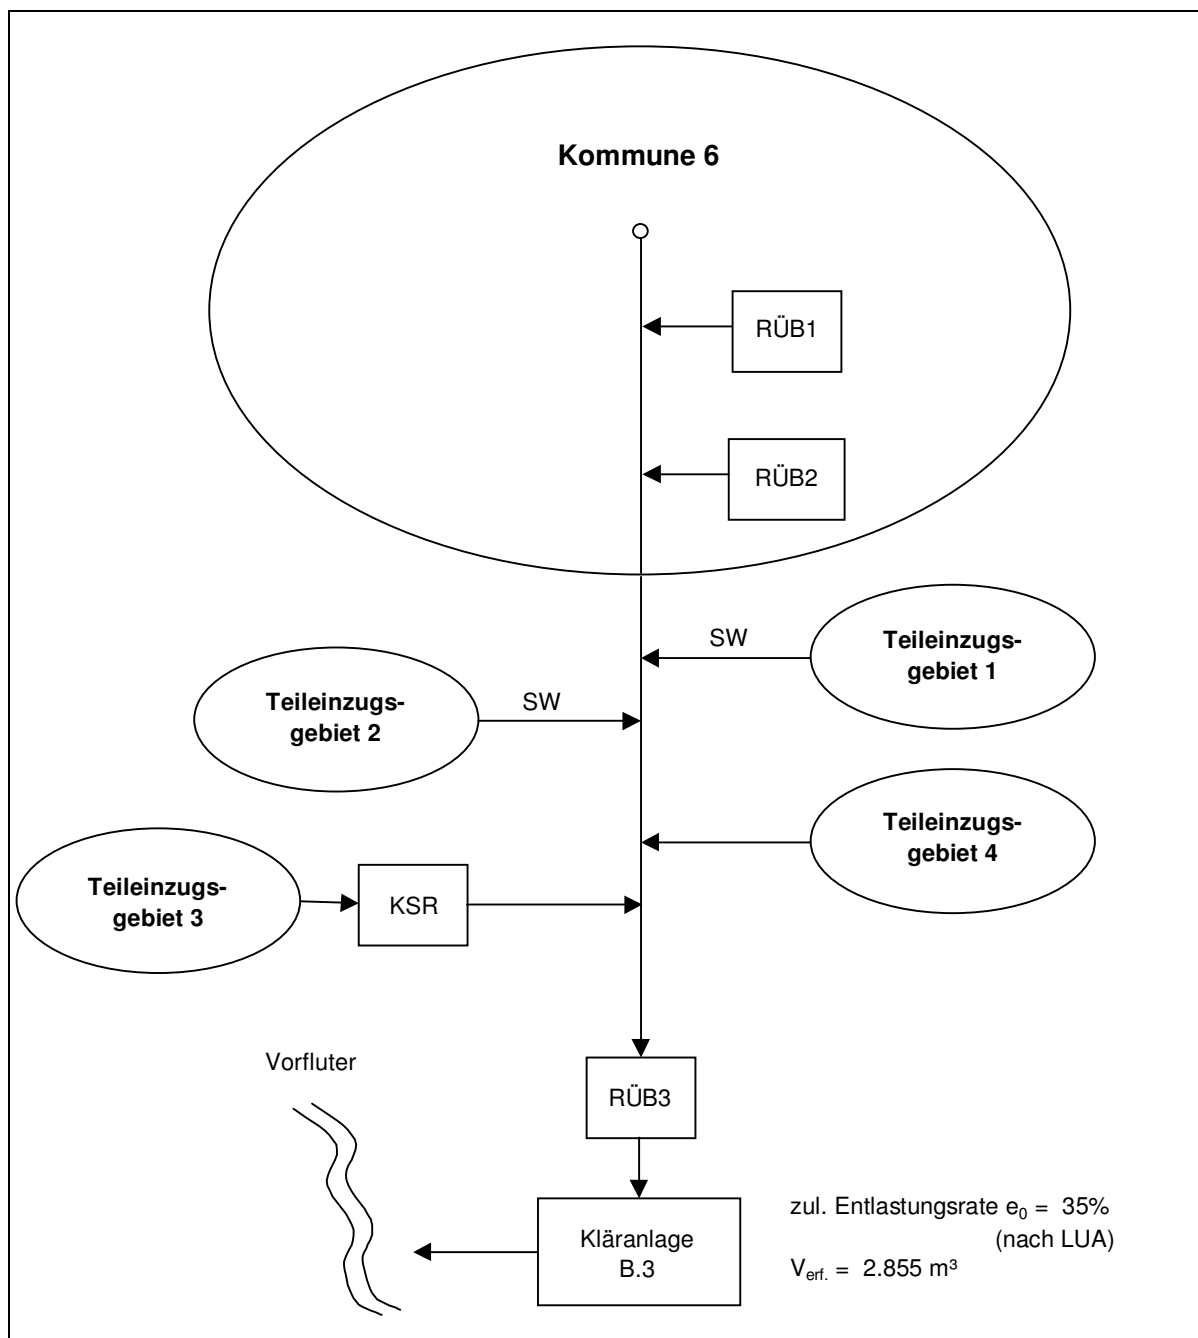 Kommune 6
RÜB1
RÜB2
SW
Teileinzugs-
gebiet 1
Teileinzugs-
gebiet 2
SW
Teileinzugs-
gebiet 4
Teileinzugs-
gebiet 3
KSR
Vorfluter
RÜB3
Kläranlage
B.3
zul. Entlastungsrate e₀ = 35%
(nach LUA)
Verf. = 2.855 m³